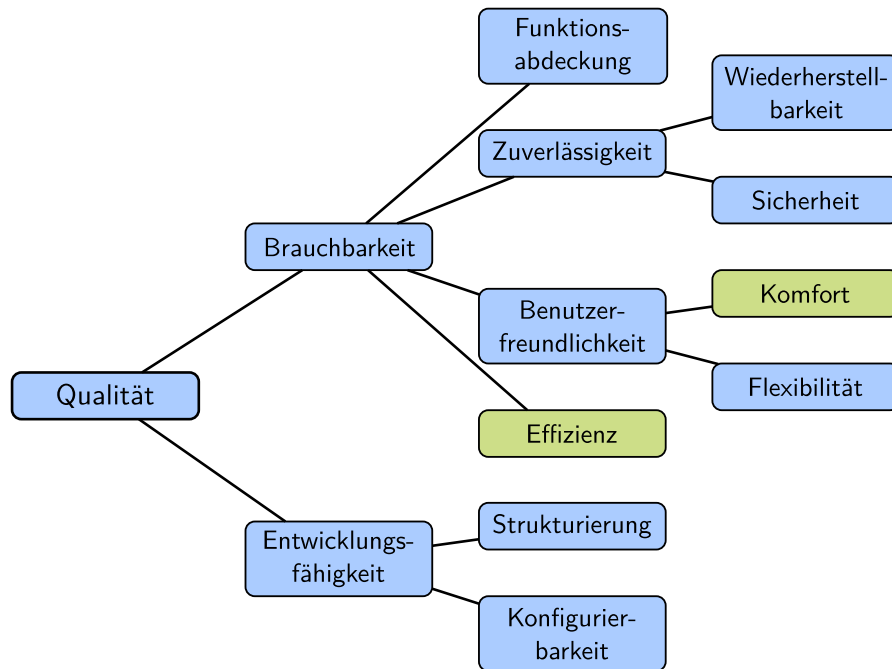 Funktions-
abdeckung
Wiederherstell-
barkeit
Zuverlässigkeit
Sicherheit
Brauchbarkeit
Komfort
Benutzer-
freundlichkeit
Flexibilität
Qualität
Effizienz
Strukturierung
Entwicklungs-
fähigkeit
Konfigurier-
barkeit